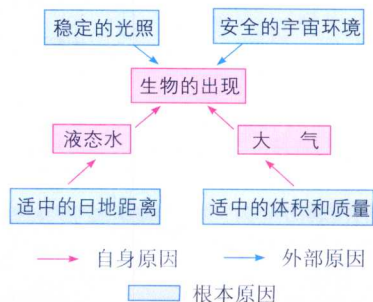 稳定的光照 安全的宇宙环境
生物的出现
液态水 大 气
适中的日地距离 适中的体积和质量
自身原因 外部原因
根本原因